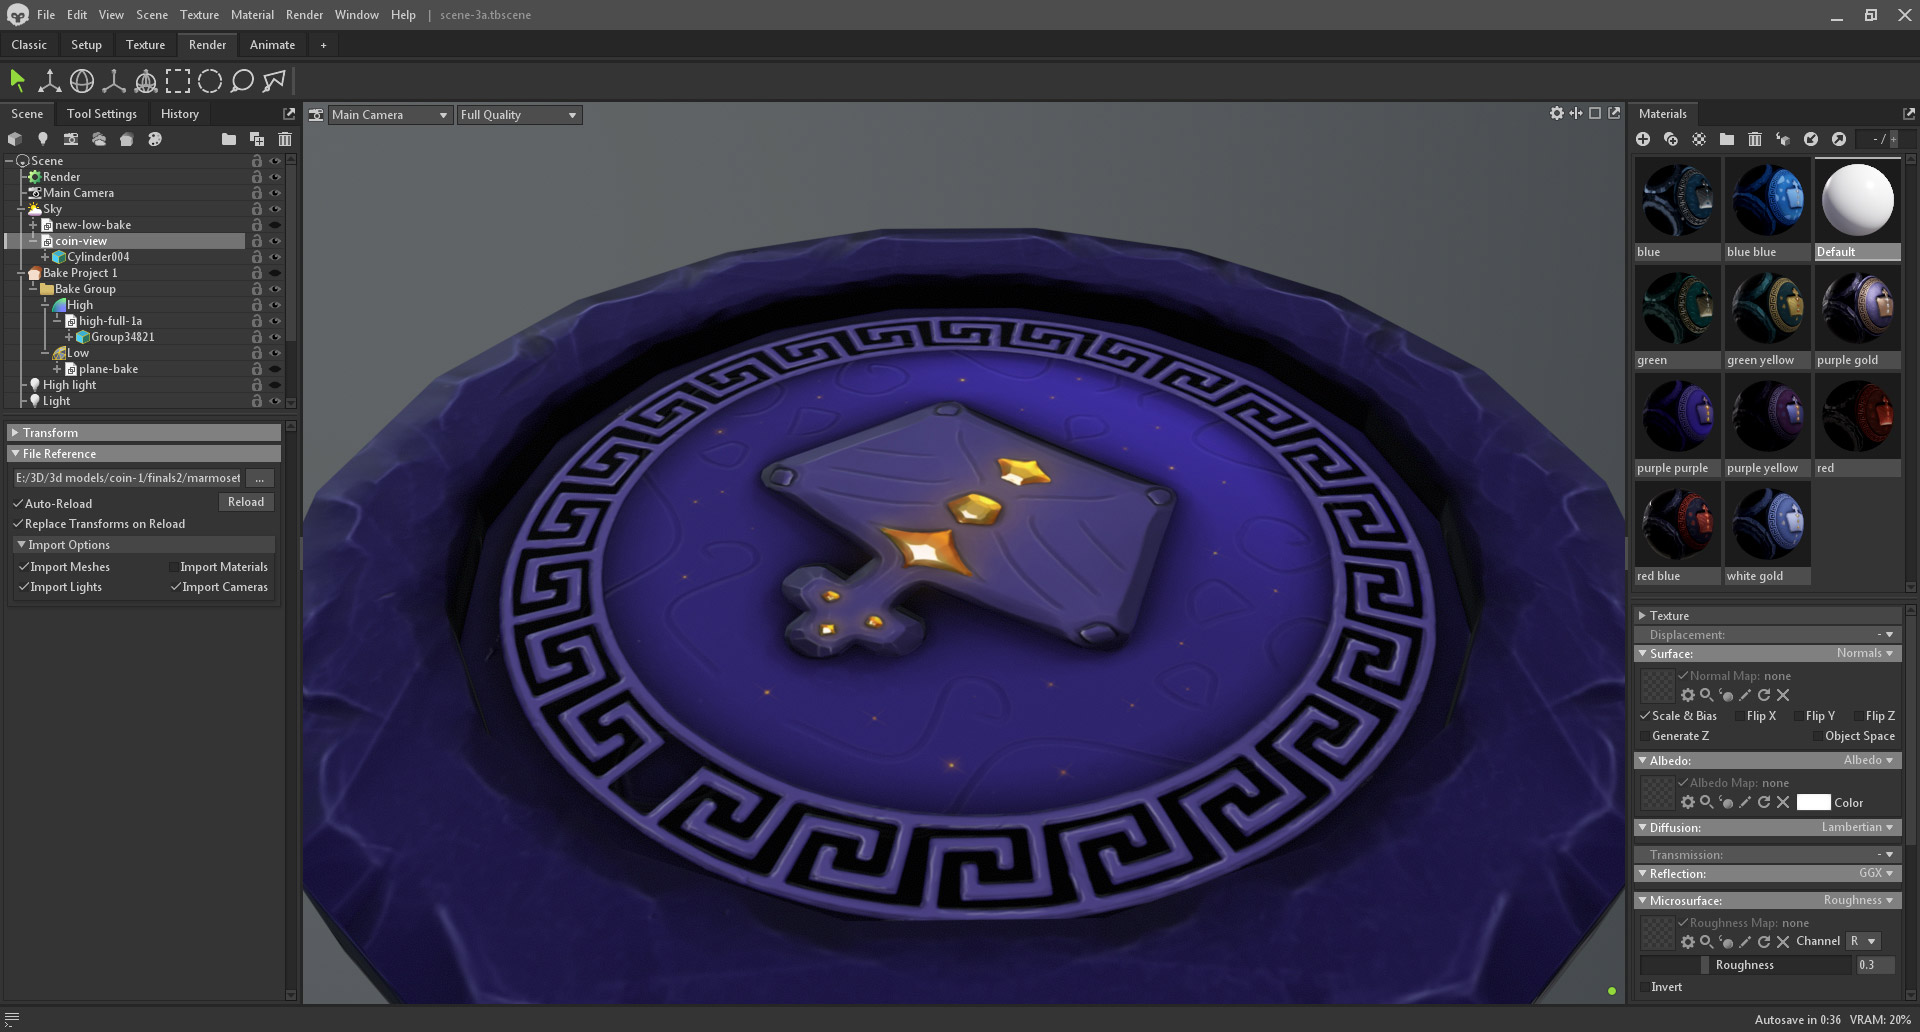 File Edit View Scene Texture Material Render Window Help | scene-3a.tbscene
Classic Setup Texture Render Animate +
Scene Tool Settings History
Main Camera Full Quality
Materials
- / +
Scene
Render
Main Camera
Sky
new-low-bake
coin-view
Cylinder004
Bake Project 1
Bake Group
High
high-full-1a
Group34821
Low
plane-bake
High light
Light
Transform
File Reference
E:/3D/3d models/coin-1/finals2/marmoset ...
Auto-Reload Reload
Replace Transforms on Reload
Import Options
Import Meshes Import Materials
Import Lights Import Cameras
blue blue blue Default
green green yellow purple gold
purple purple purple yellow red
red blue white gold
Texture
Displacement: -
Surface: Normals
Normal Map: none
Scale & Bias Flip X Flip Y Flip Z
Generate Z Object Space
Albedo: Albedo
Albedo Map: none
Color
Diffusion: Lambertian
Transmission: -
Reflection: GGX
Microsurface: Roughness
Roughness Map: none
Channel R
Roughness 0.3
Invert
Autosave in 0:36 VRAM: 20%